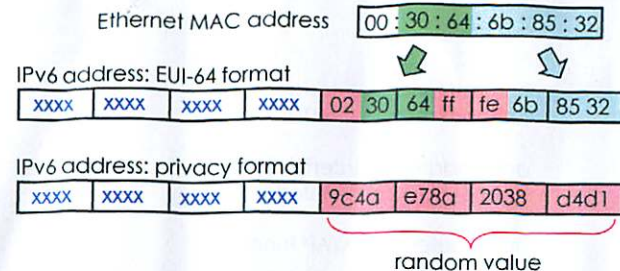 Ethernet MAC address 00 : 30 : 64 : 6b : 85 : 32
IPv6 address: EUI-64 format
xxxx xxxx xxxx xxxx 02 30 64 ff fe 6b 85 32
IPv6 address: privacy format
xxxx xxxx xxxx xxxx 9c4a e78a 2038 d4d1
random value